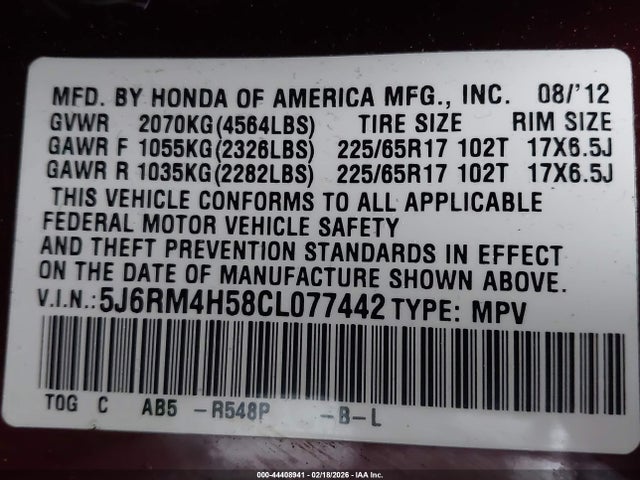 MFD. BY HONDA OF AMERICA MFG., INC. 08/'12
GVWR 2070KG(4564LBS) TIRE SIZE RIM SIZE
GAWR F 1055KG(2326LBS) 225/65R17 102T 17X6.5J
GAWR R 1035KG(2282LBS) 225/65R17 102T 17X6.5J
THIS VEHICLE CONFORMS TO ALL APPLICABLE
FEDERAL MOTOR VEHICLE SAFETY
AND THEFT PREVENTION STANDARDS IN EFFECT
ON THE DATE OF MANUFACTURE SHOWN ABOVE.
V.I.N.: 5J6RM4H58CL077442 TYPE: MPV
TOG C AB5 -R548P -B-L
000-44408941 - 02/18/2026 - IAA Inc.